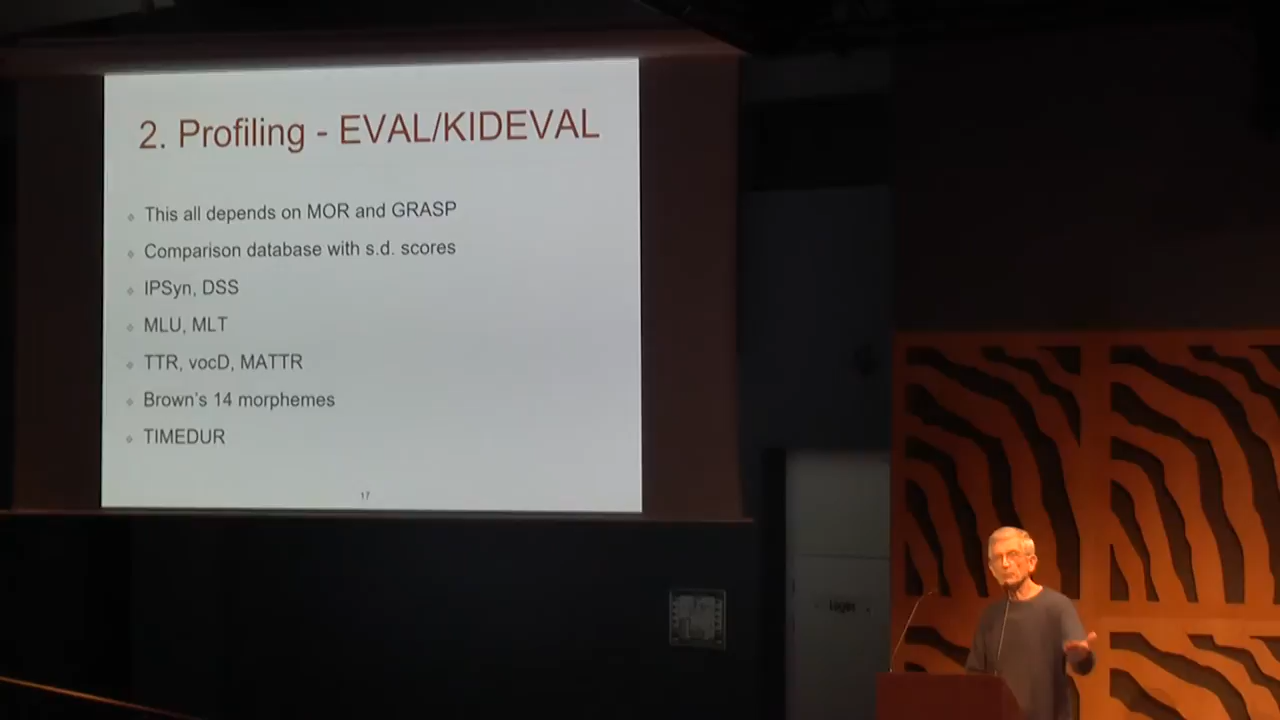 2. Profiling - EVAL/KIDEVAL
This all depends on MOR and GRASP
Comparison database with s.d. scores
IPSyn, DSS
MLU, MLT
TTR, vocD, MATTR
Brown's 14 morphemes
TIMEDUR
17